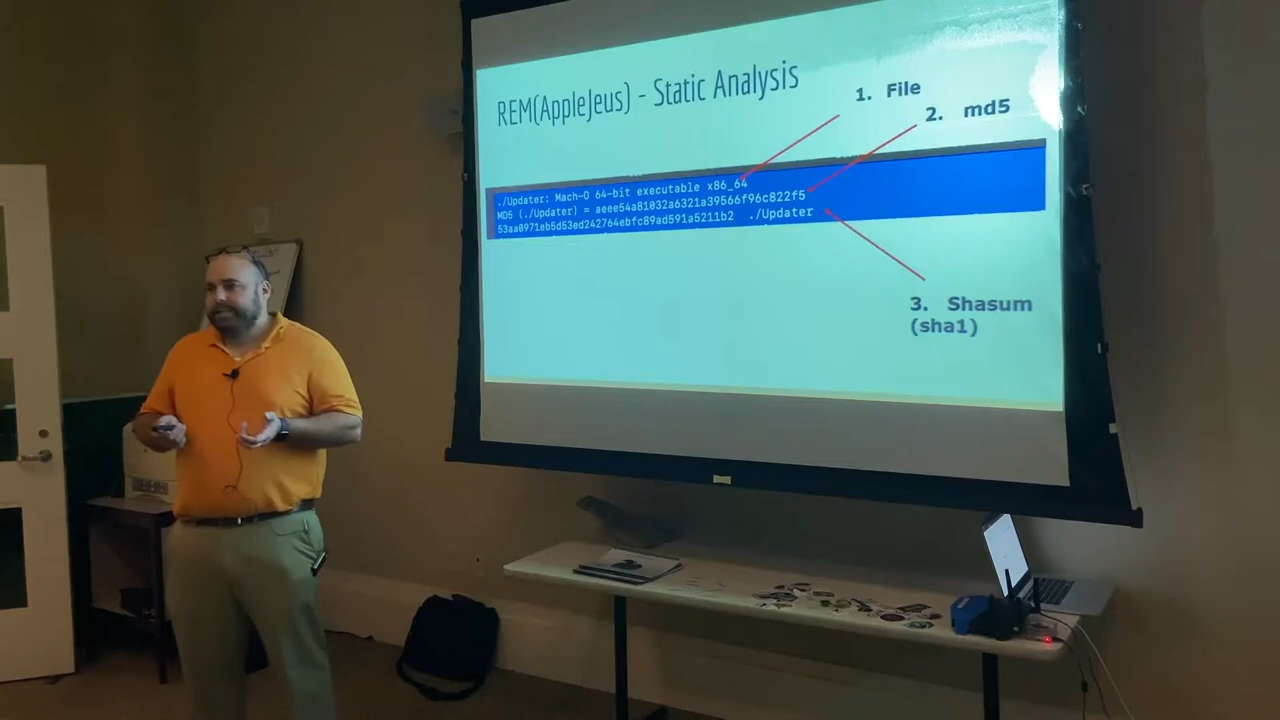 REM(AppleJeus) - Static Analysis
1. File
2. md5
./Updater: Mach-O 64-bit executable x86_64
MD5 (./Updater) = aeee54a81032a6321a39566f96c822f5
53aa0971eb5d53ed242764ebfc89ad591a5211b2 ./Updater
3. Shasum
(sha1)